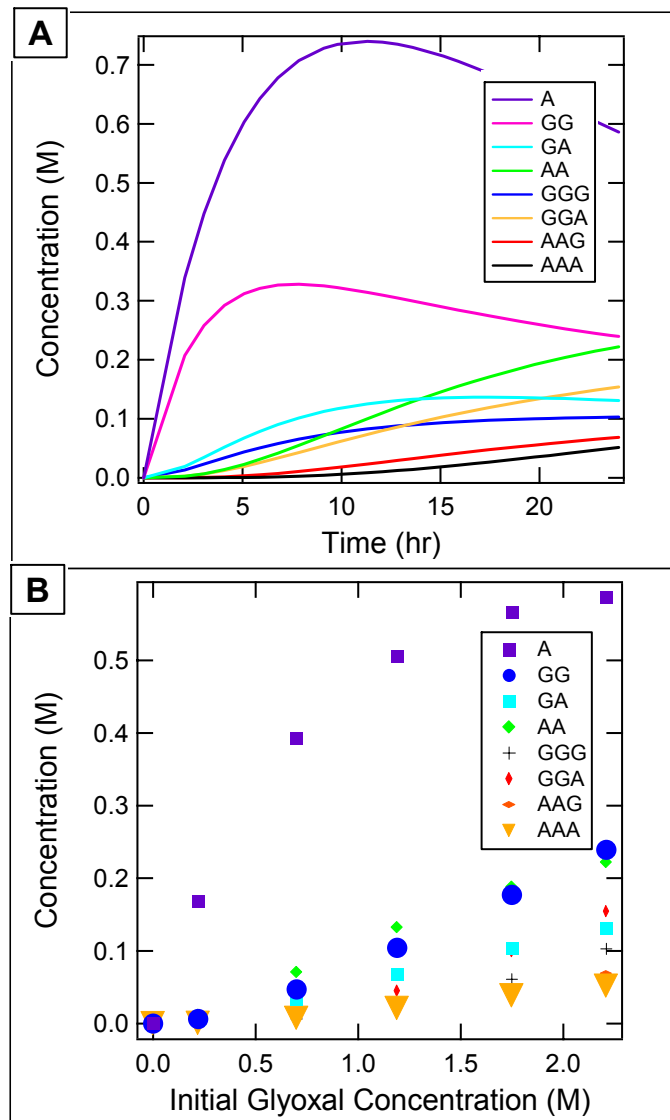 A
0.7
0.6
0.5
0.4
0.3
0.2
0.1
0.0
Concentration (M)
A
GG
GA
AA
GGG
GGA
AAG
AAA
0
5
10
15
20
Time (hr)
B
0.5
0.4
0.3
0.2
0.1
0.0
Concentration (M)
A
GG
GA
AA
GGG
GGA
AAG
AAA
0.0
0.5
1.0
1.5
2.0
Initial Glyoxal Concentration (M)